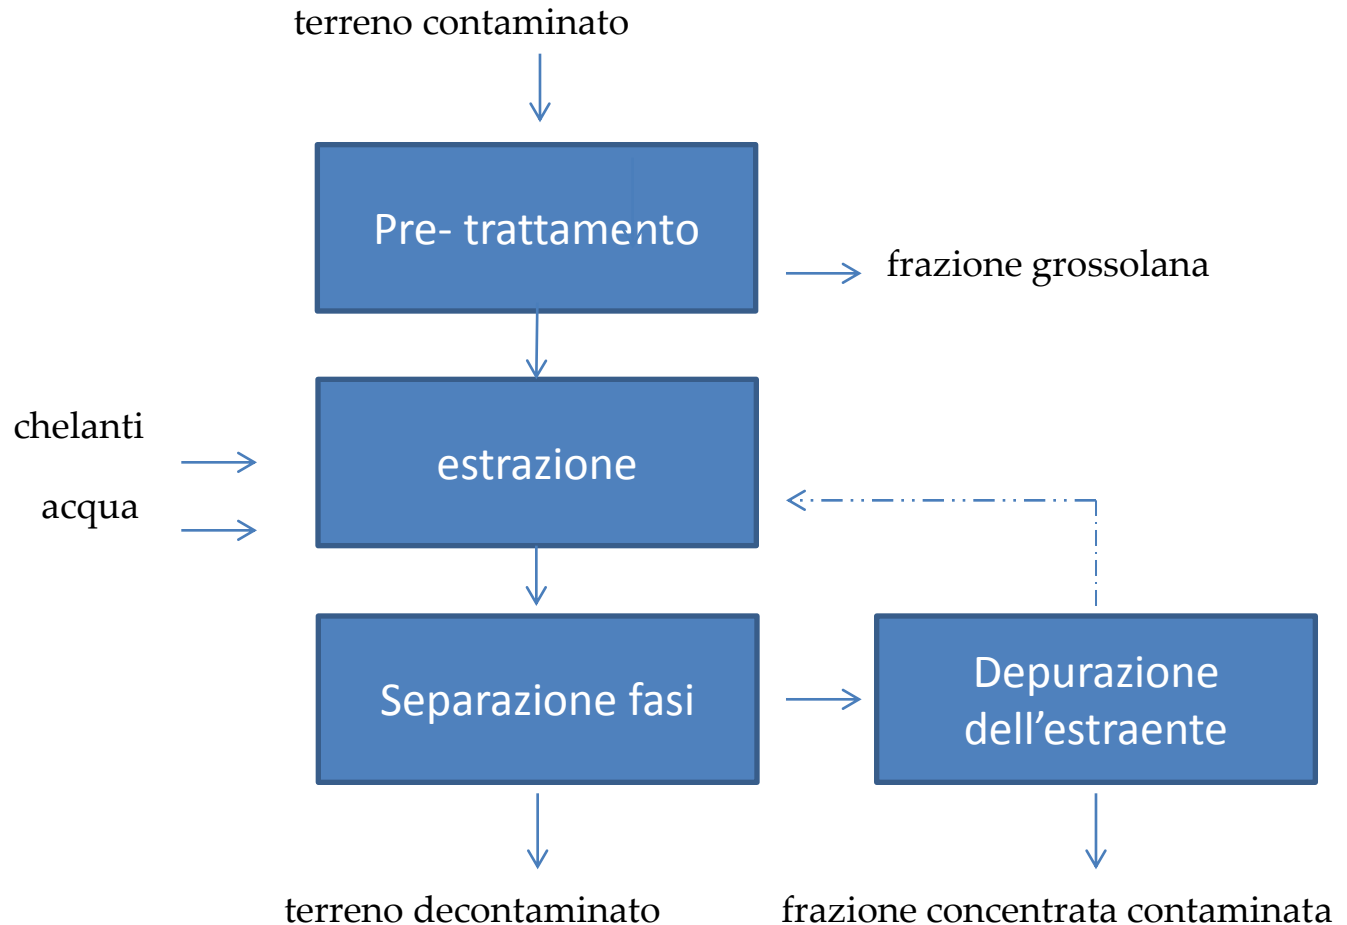 terreno contaminato
Pre- trattamento
frazione grossolana
chelanti
estrazione
acqua
Separazione fasi
Depurazione
dell’estraente
terreno decontaminato
frazione concentrata contaminata